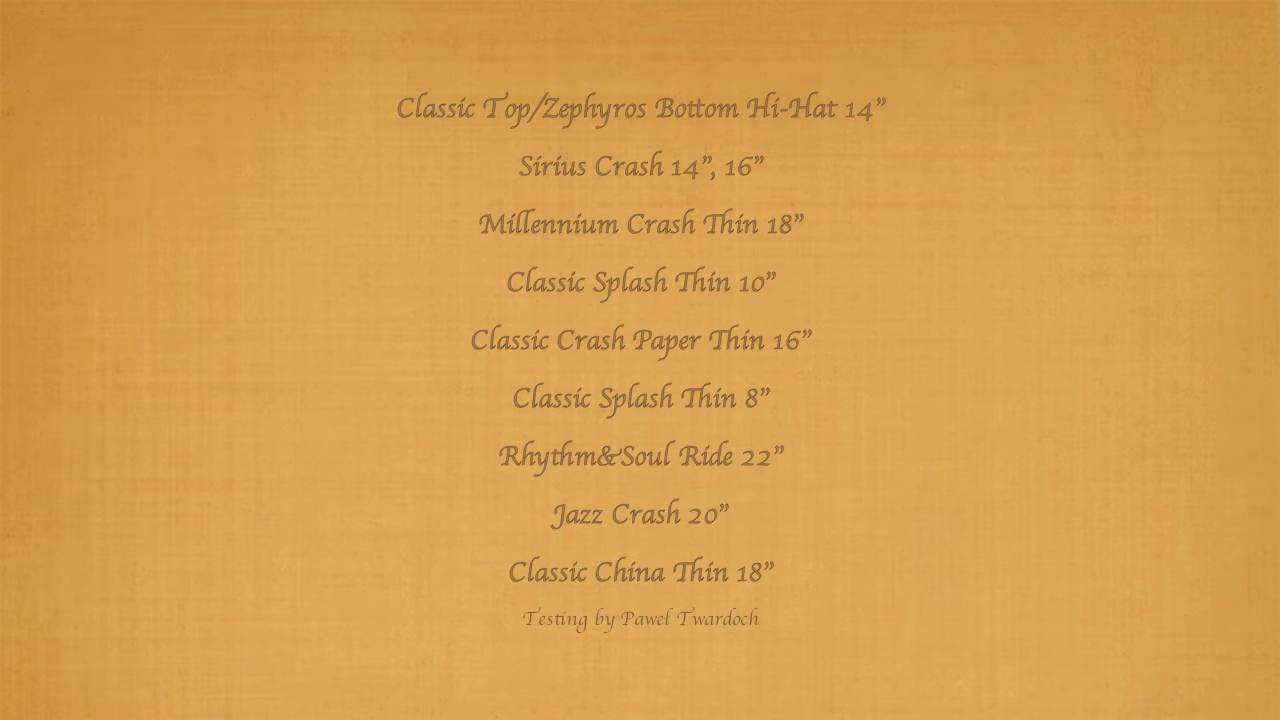 Classic Top/Zephyros Bottom Hi-Hat 14”
Sirius Crash 14”, 16”
Millennium Crash Thin 18”
Classic Splash Thin 10”
Classic Crash Paper Thin 16”
Classic Splash Thin 8”
Rhythm&Soul Ride 22”
Jazz Crash 20”
Classic China Thin 18”
Testing by Pawel Twardoch